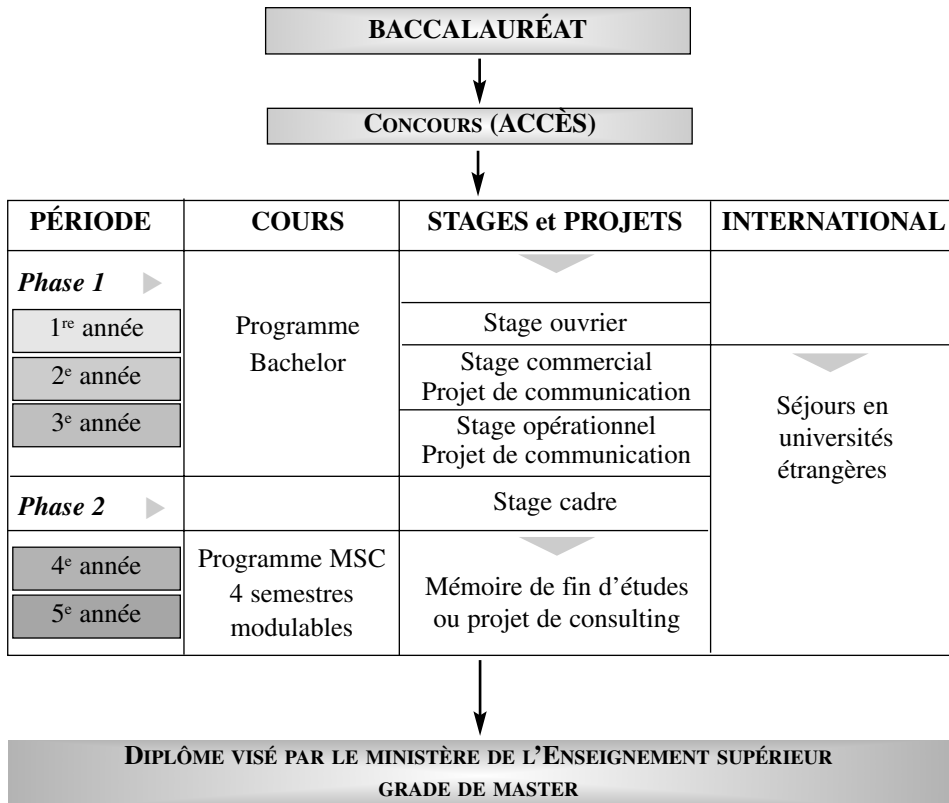 BACCALAURÉAT
CONCOURS (ACCÈS)
PÉRIODE
COURS
STAGES et PROJETS
INTERNATIONAL
Phase 1
1re année
2e année
3e année
Programme
Bachelor
Stage ouvrier
Stage commercial
Projet de communication
Stage opérationnel
Projet de communication
Séjours en
universités
étrangères
Phase 2
Stage cadre
4e année
5e année
Programme MSC
4 semestres
modulables
Mémoire de fin d'études
ou projet de consulting
DIPLÔME VISÉ PAR LE MINISTÈRE DE L'ENSEIGNEMENT SUPÉRIEUR
GRADE DE MASTER